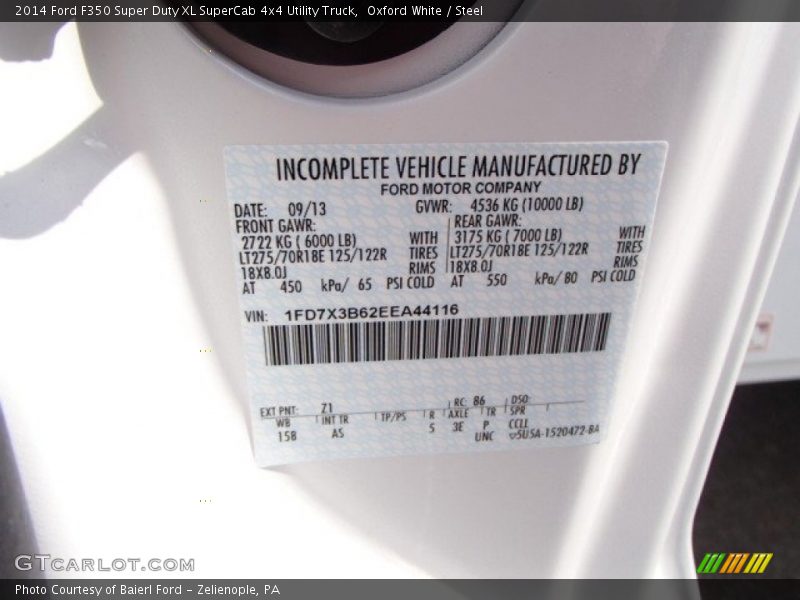 2014 Ford F350 Super Duty XL SuperCab 4x4 Utility Truck, Oxford White / Steel
INCOMPLETE VEHICLE MANUFACTURED BY
FORD MOTOR COMPANY
DATE: 09/13 GVWR: 4536 KG (10000 LB)
FRONT GAWR: REAR GAWR:
2722 KG ( 6000 LB) WITH 3175 KG ( 7000 LB) WITH
LT275/70R18E 125/122R TIRES LT275/70R18E 125/122R TIRES
18X8.0J RIMS 18X8.0J RIMS
AT 450 kPa/ 65 PSI COLD AT 550 kPa/ 80 PSI COLD
VIN: 1FD7X3B62EEA44116
EXT PNT: Z1 RC: 86 DSO:
WB INT TR TP/PS R AXLE TR SPR
158 AS S 3E P CCLL
UNC 5U5A-1520472-BA
GTCARLOT.COM
Photo Courtesy of Baierl Ford - Zelienople, PA